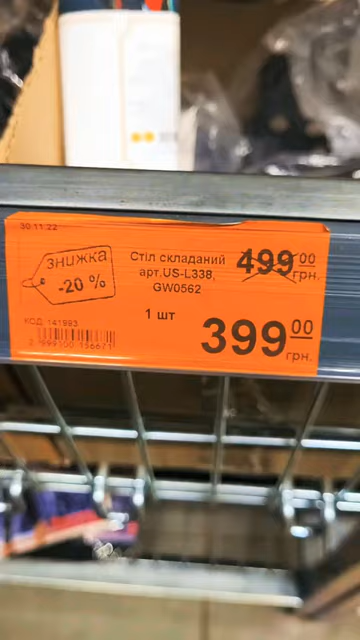 30.11.22
знижка
-20 %
Стіл складаний
арт.US-L338,
GW0562
1 шт
499 00
грн.
399 00
грн.
КОД: 141993